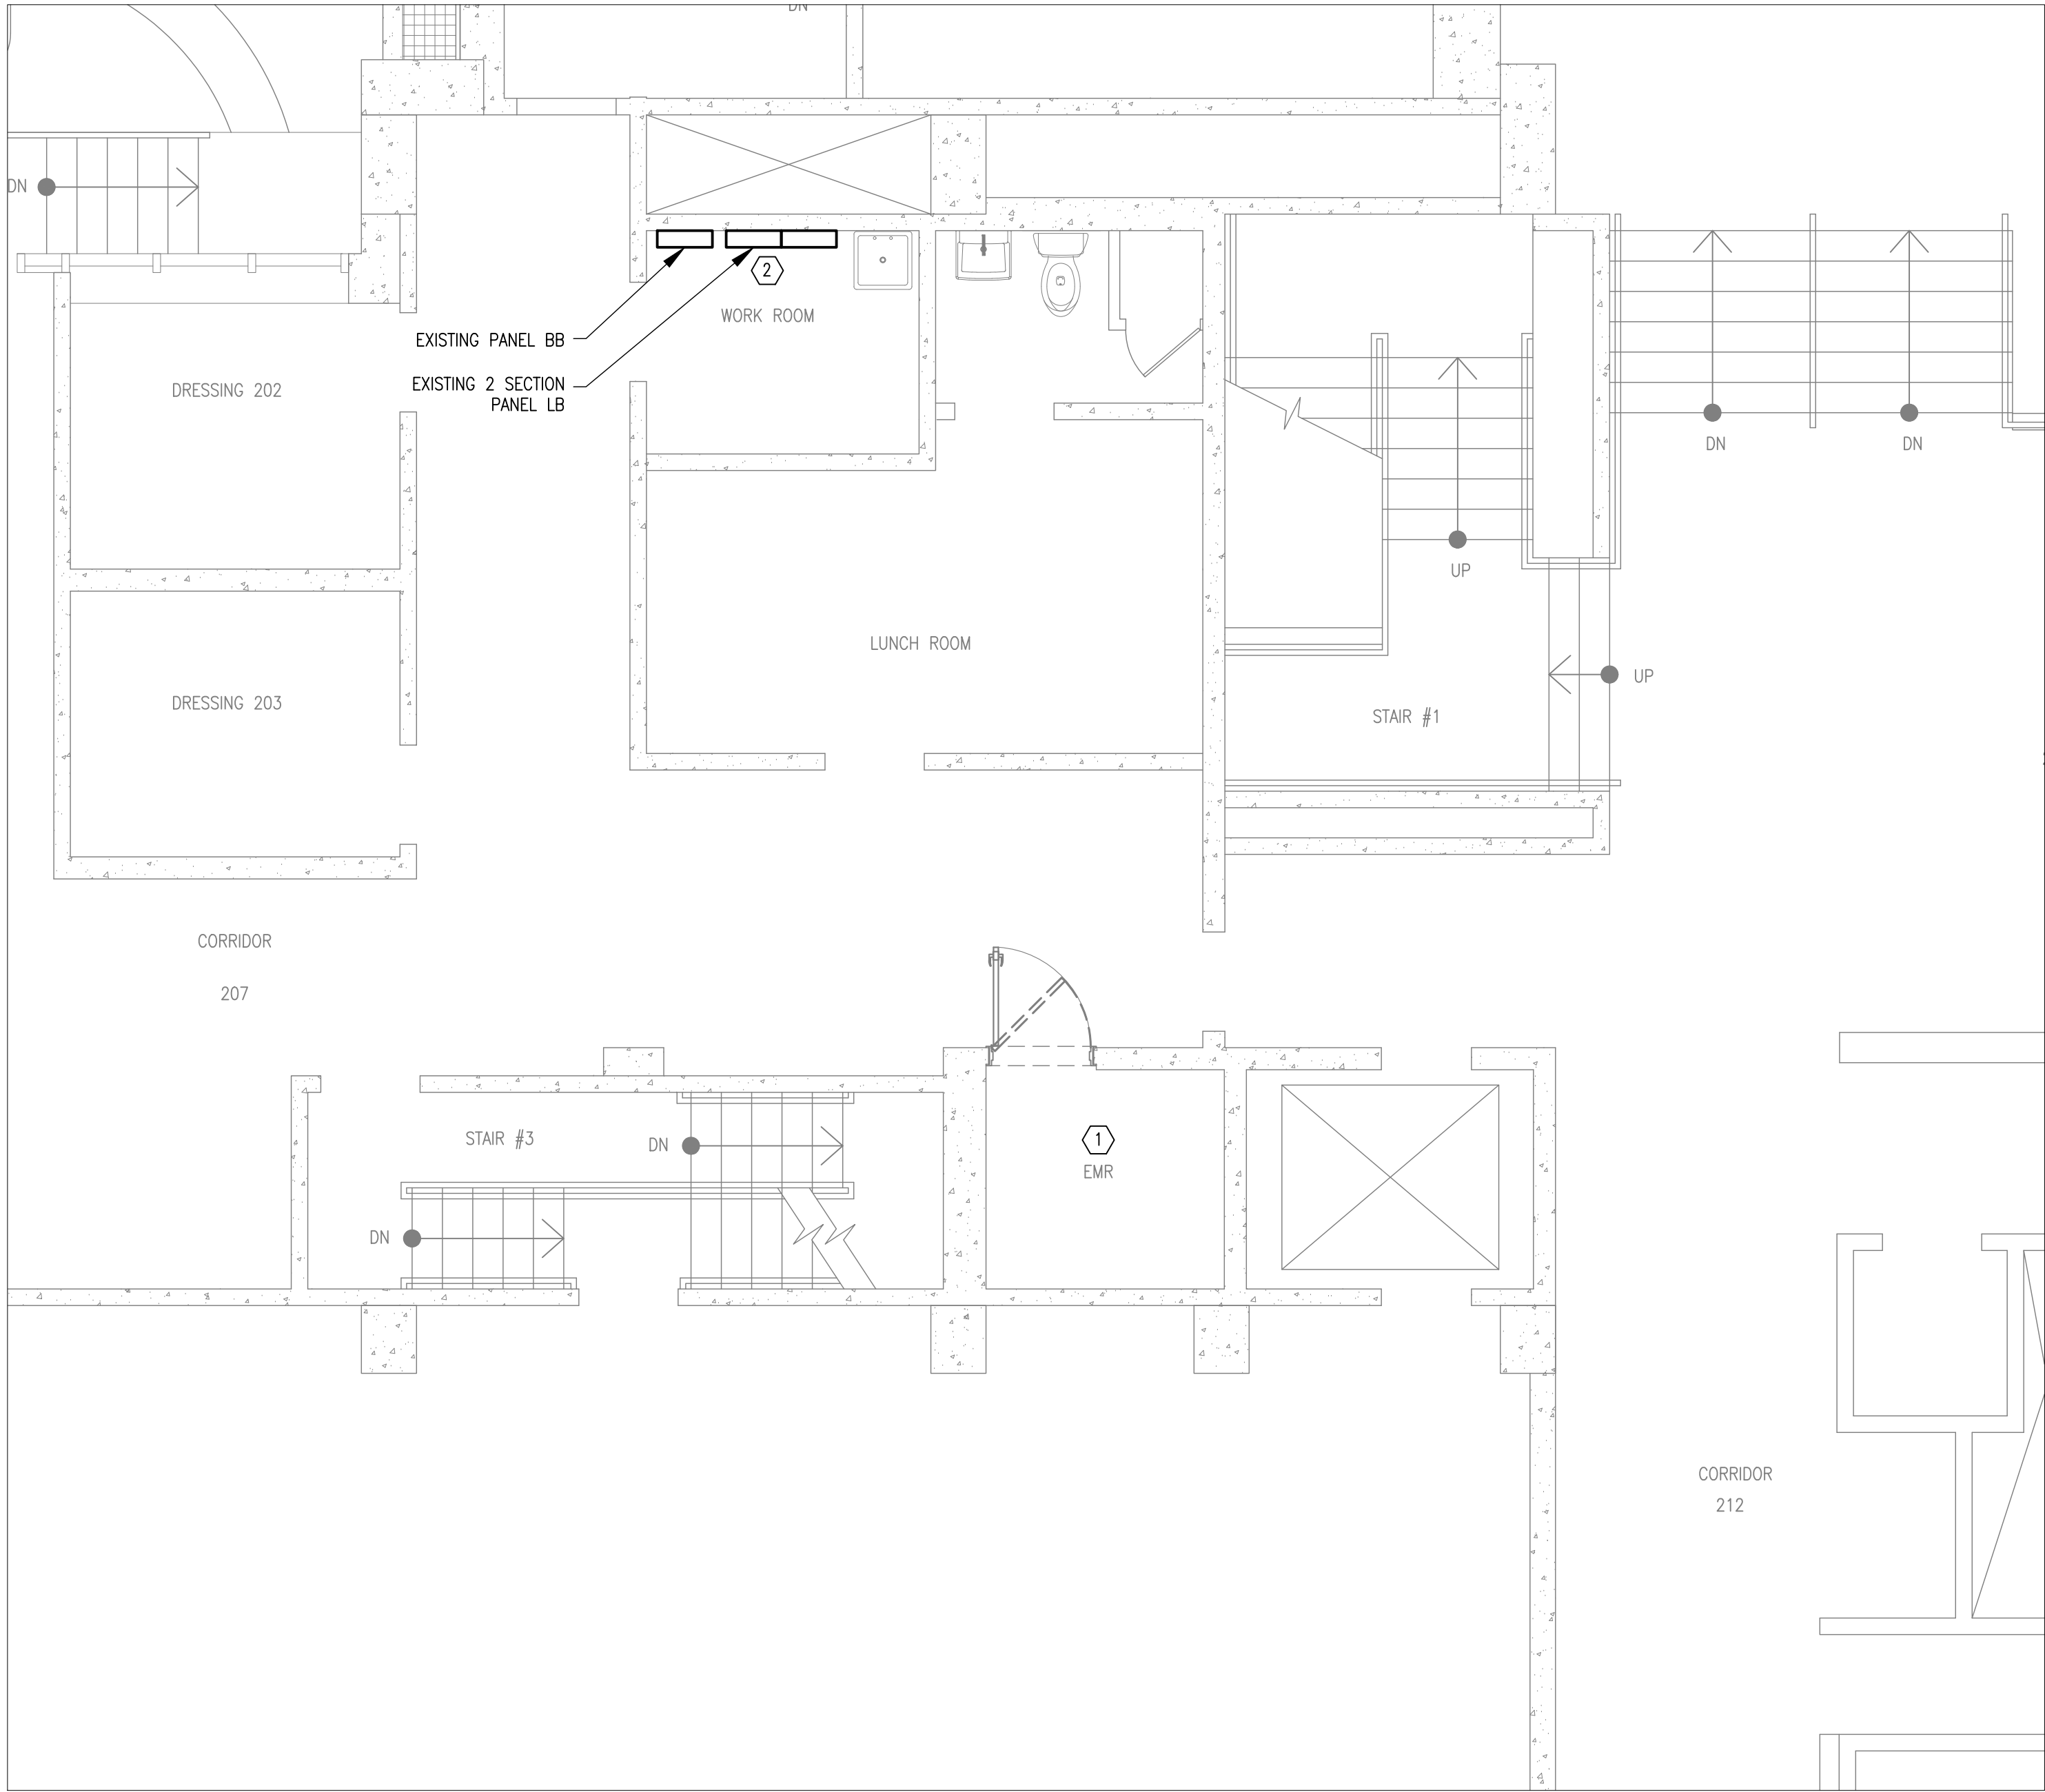 DN
DN
2
WORK ROOM
EXISTING PANEL BB
EXISTING 2 SECTION
PANEL LB
DRESSING 202
DN
DN
UP
LUNCH ROOM
UP
DRESSING 203
STAIR #1
CORRIDOR
207
STAIR #3
DN
1
EMR
DN
CORRIDOR
212